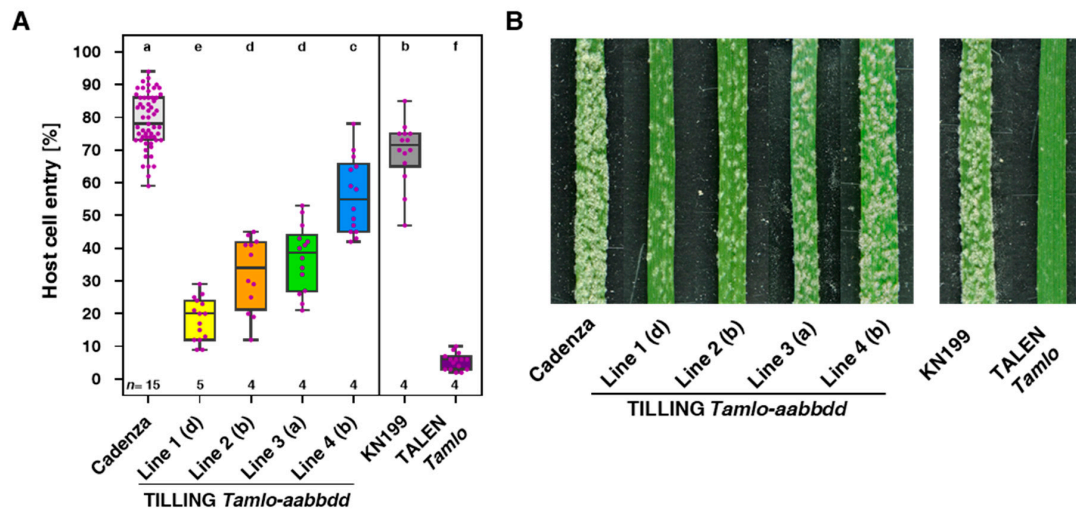 A
a e d d c b f
100
90
80
70
60
50
40
30
20
10
0
Host cell entry [%]
n= 15 5 4 4 4 4 4
Cadenza
Line 1 (d)
Line 2 (b)
Line 3 (a)
Line 4 (b)
KN199
TALEN
Tamlo
TILLING Tamlo-aabbdd
B
Cadenza
Line 1 (d)
Line 2 (b)
Line 3 (a)
Line 4 (b)
KN199
TALEN
Tamlo
TILLING Tamlo-aabbdd